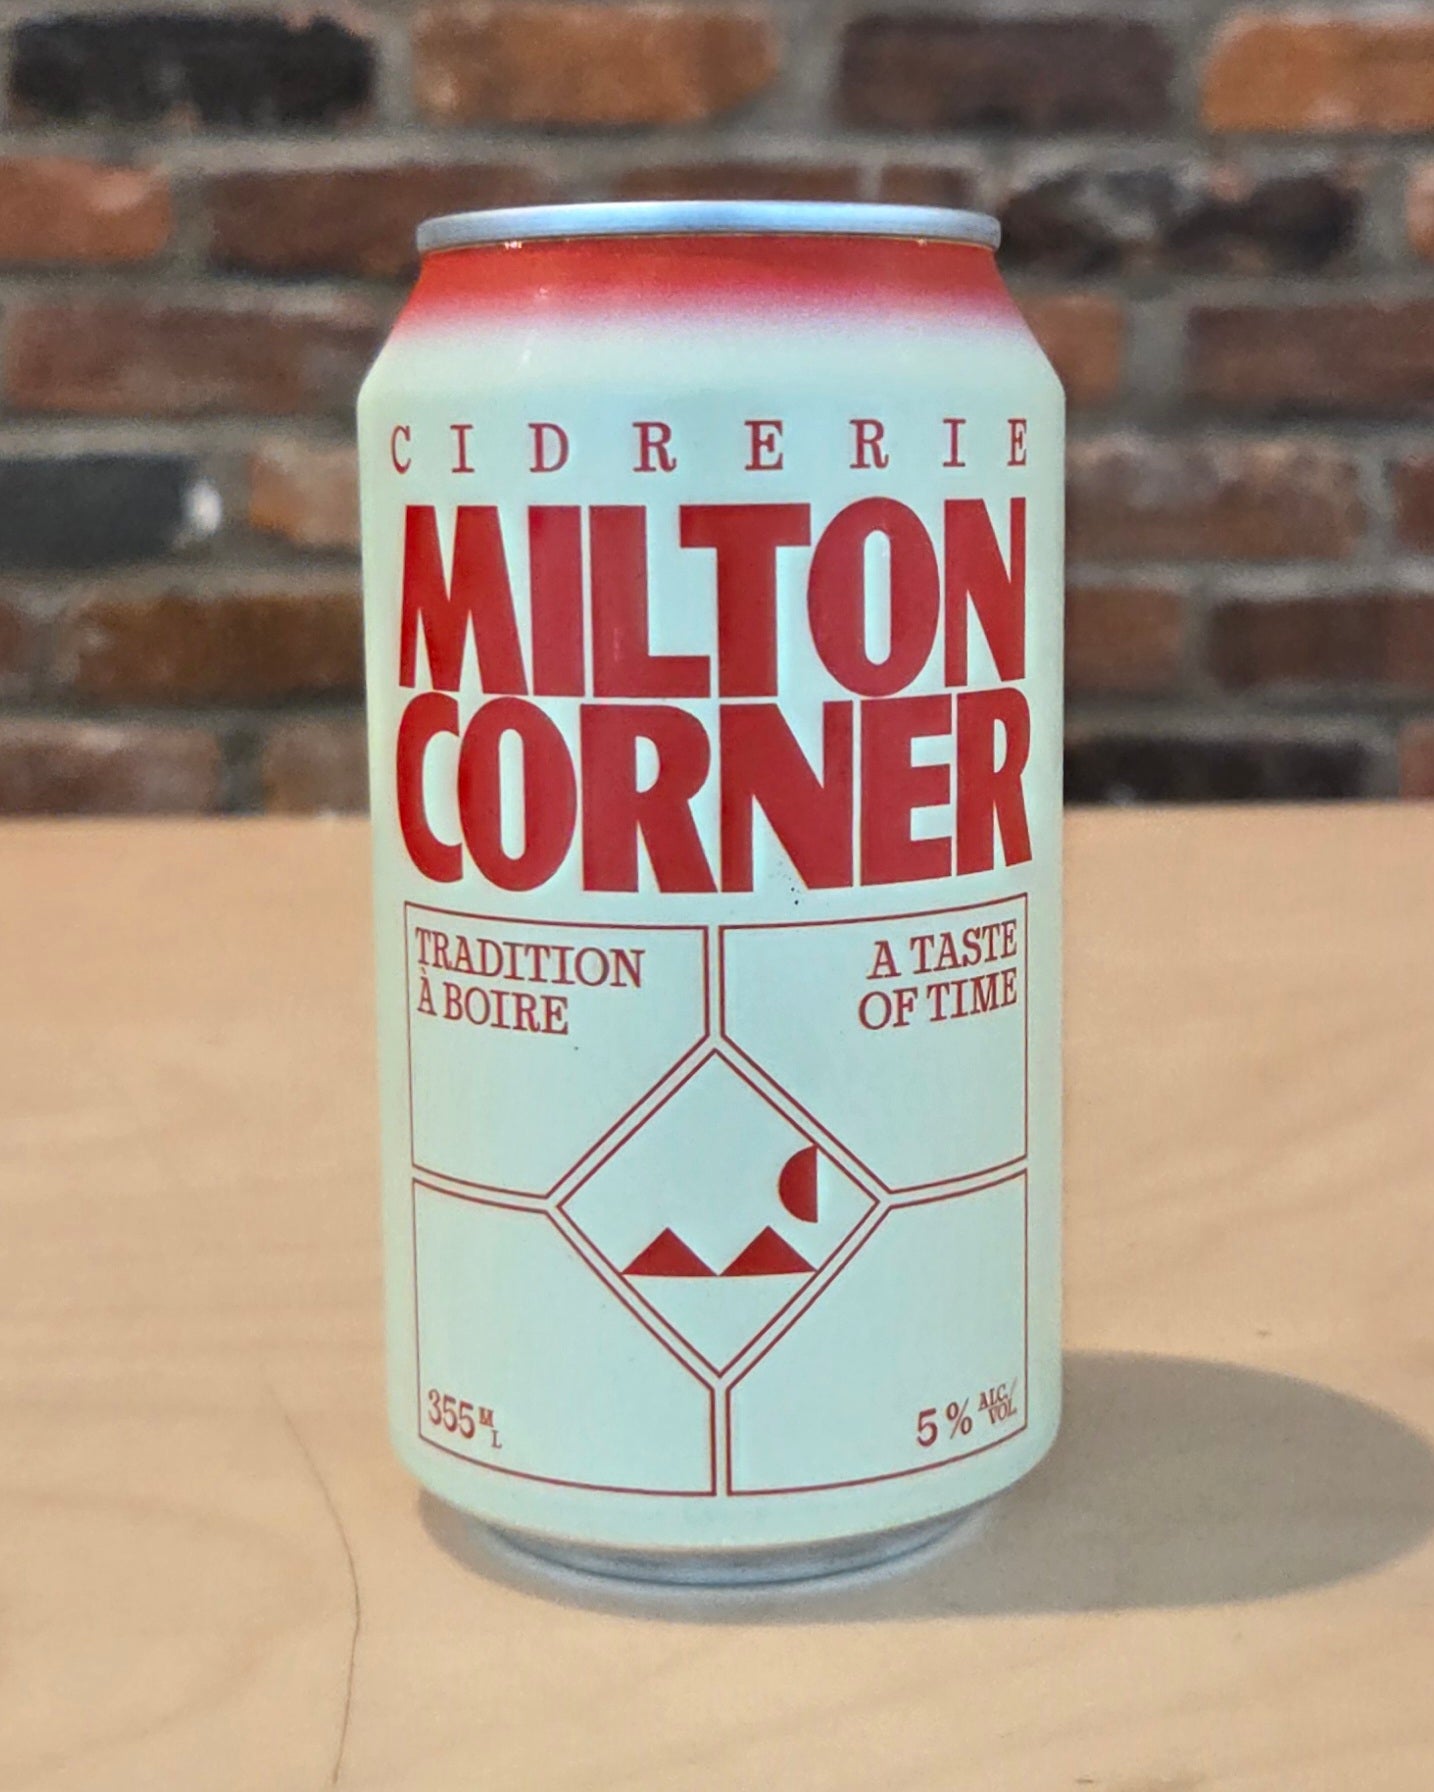 CIDRERIE
MILTON
CORNER
TRADITION
À BOIRE
A TASTE
OF TIME
355 ML
5% ALC./VOL.